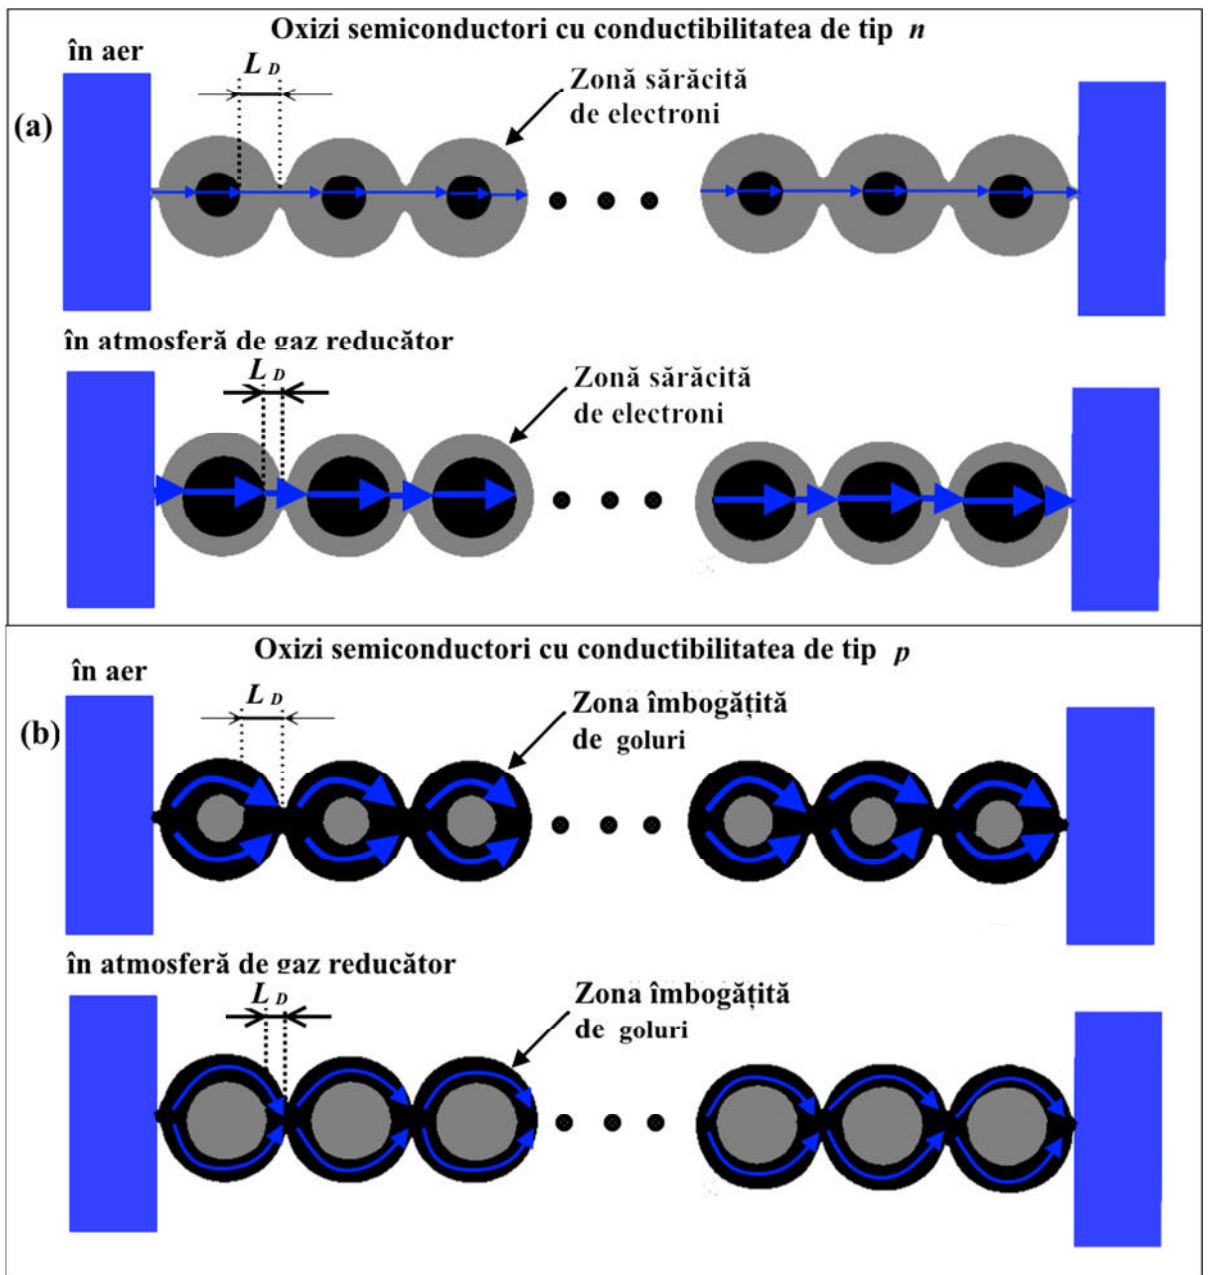 Oxizi semiconductori cu conductibilitatea de tip n
în aer
L D
Zonă sărăcită
de electroni
(a)
în atmosferă de gaz reducător
L D
Zonă sărăcită
de electroni
Oxizi semiconductori cu conductibilitatea de tip p
în aer
L D
Zona îmbogățită
de goluri
(b)
în atmosferă de gaz reducător
L D
Zona îmbogățită
de goluri